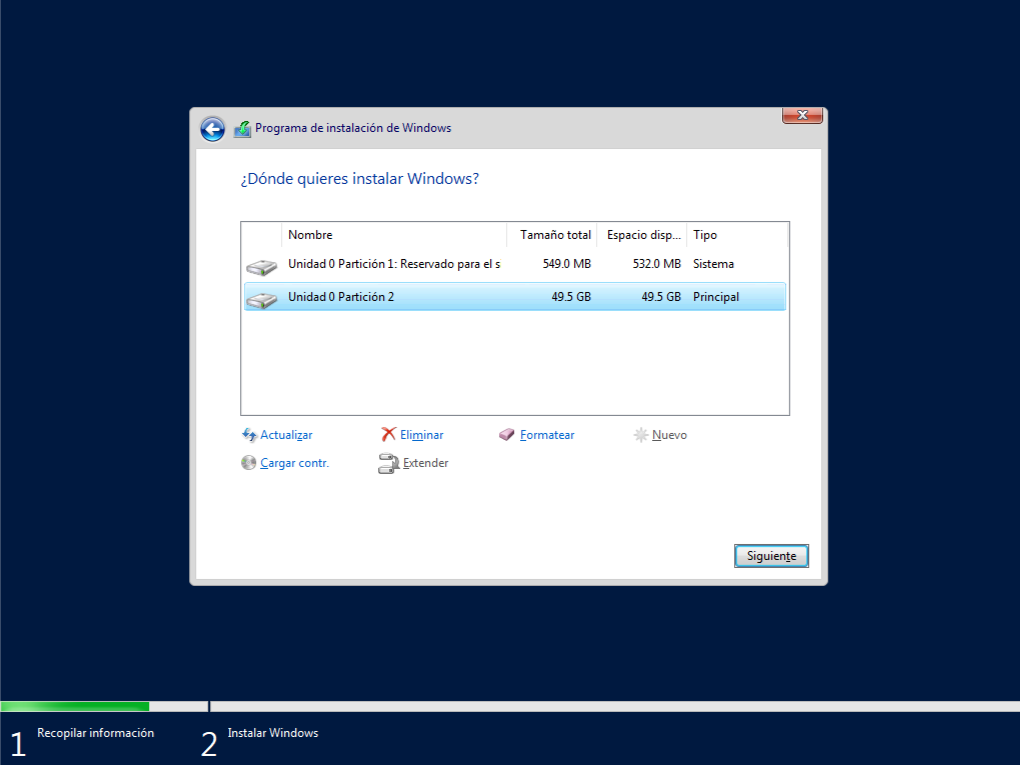 Programa de instalación de Windows
¿Dónde quieres instalar Windows?
Nombre Tamaño total Espacio disp... Tipo
Unidad 0 Partición 1: Reservado para el s 549.0 MB 532.0 MB Sistema
Unidad 0 Partición 2 49.5 GB 49.5 GB Principal
Actualizar Eliminar Formatear Nuevo
Cargar contr. Extender
Siguiente
1 Recopilar información 2 Instalar Windows